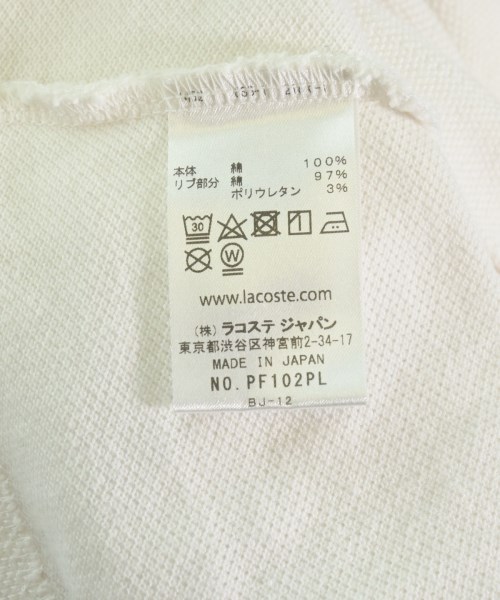 本体 綿 100%
リブ部分 綿 97%
ポリウレタン 3%
30
W
www.lacoste.com
(株) ラコステ ジャパン
東京都渋谷区神宮前2-34-17
MADE IN JAPAN
NO. PF102PL
BJ-12